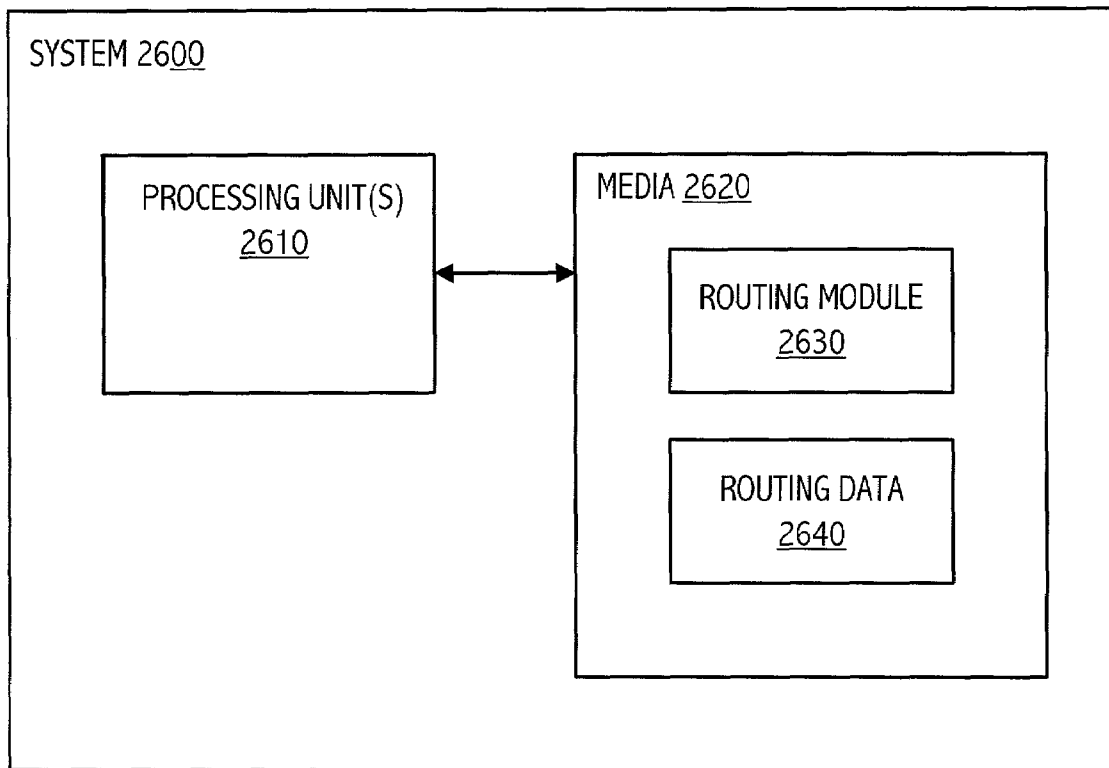 SYSTEM 2600
PROCESSING UNIT(S)
2610
MEDIA 2620
ROUTING MODULE
2630
ROUTING DATA
2640